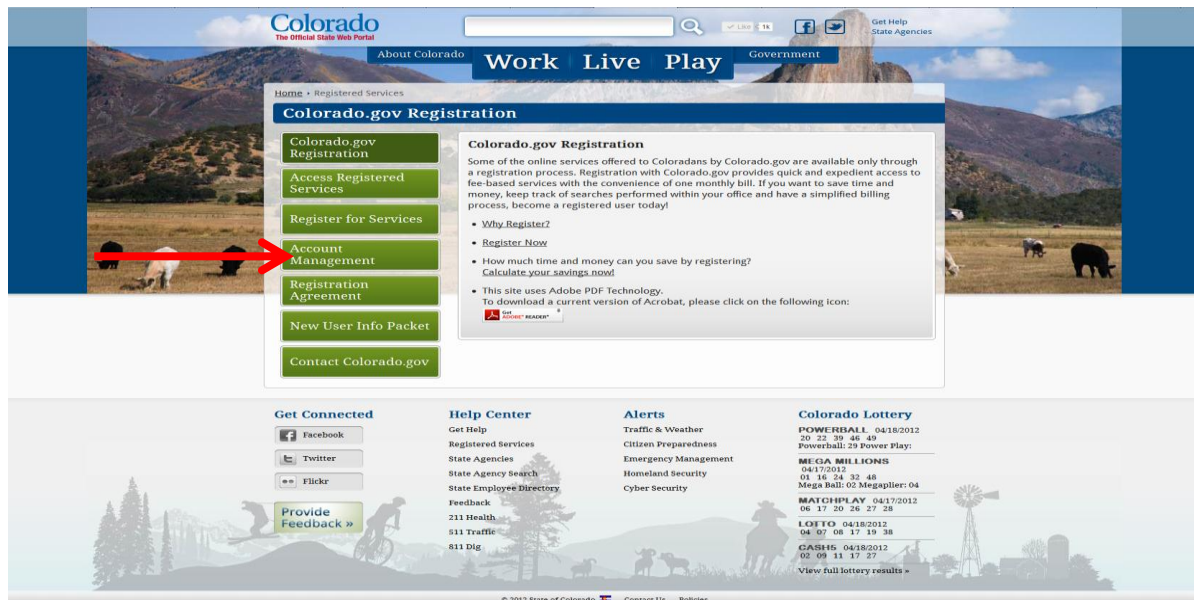 Colorado
The Official State Web Portal
Like 1k
Get Help
State Agencies
About Colorado
Work Live Play
Government
Home • Registered Services
Colorado.gov Registration
Colorado.gov
Registration
Access Registered
Services
Register for Services
Account
Management
Registration
Agreement
New User Info Packet
Contact Colorado.gov
Colorado.gov Registration
Some of the online services offered to Coloradans by Colorado.gov are available only through
a registration process. Registration with Colorado.gov provides quick and expedient access to
fee-based services with the convenience of one monthly bill. If you want to save time and
money, keep track of searches performed within your office and have a simplified billing
process, become a registered user today!
• Why Register?
• Register Now
• How much time and money can you save by registering?
Calculate your savings now!
• This site uses Adobe PDF Technology.
To download a current version of Acrobat, please click on the following icon:
Get
ADOBE® READER®
Get Connected
Facebook
Twitter
Flickr
Provide
Feedback »
Help Center
Get Help
Registered Services
State Agencies
State Agency Search
State Employee Directory
Feedback
211 Health
511 Traffic
811 Dig
Alerts
Traffic & Weather
Citizen Preparedness
Emergency Management
Homeland Security
Cyber Security
Colorado Lottery
POWERBALL 04/18/2012
20 22 39 46 49
Powerball: 29 Power Play:
MEGA MILLIONS
04/17/2012
01 16 24 32 48
Mega Ball: 02 Megaplier: 04
MATCHPLAY 04/17/2012
06 17 20 26 27 28
LOTTO 04/18/2012
04 07 08 17 19 38
CASH5 04/18/2012
02 09 11 17 27
View full lottery results »
© 2012 State of Colorado Contact Us Policies